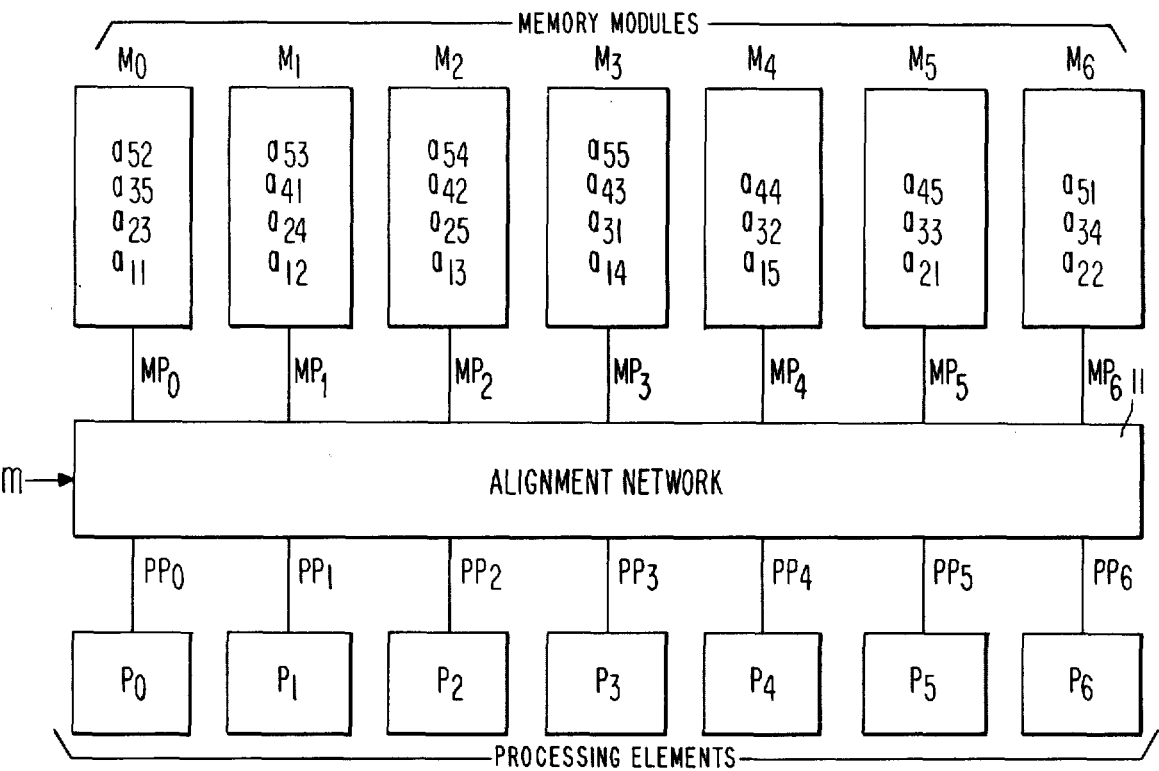 MEMORY MODULES
M0 M1 M2 M3 M4 M5 M6
a52 a53 a54 a55
a35 a41 a42 a43 a44 a45 a51
a23 a24 a25 a31 a32 a33 a34
a11 a12 a13 a14 a15 a21 a22
MP0 MP1 MP2 MP3 MP4 MP5 MP6 11
m
ALIGNMENT NETWORK
PP0 PP1 PP2 PP3 PP4 PP5 PP6
P0 P1 P2 P3 P4 P5 P6
PROCESSING ELEMENTS